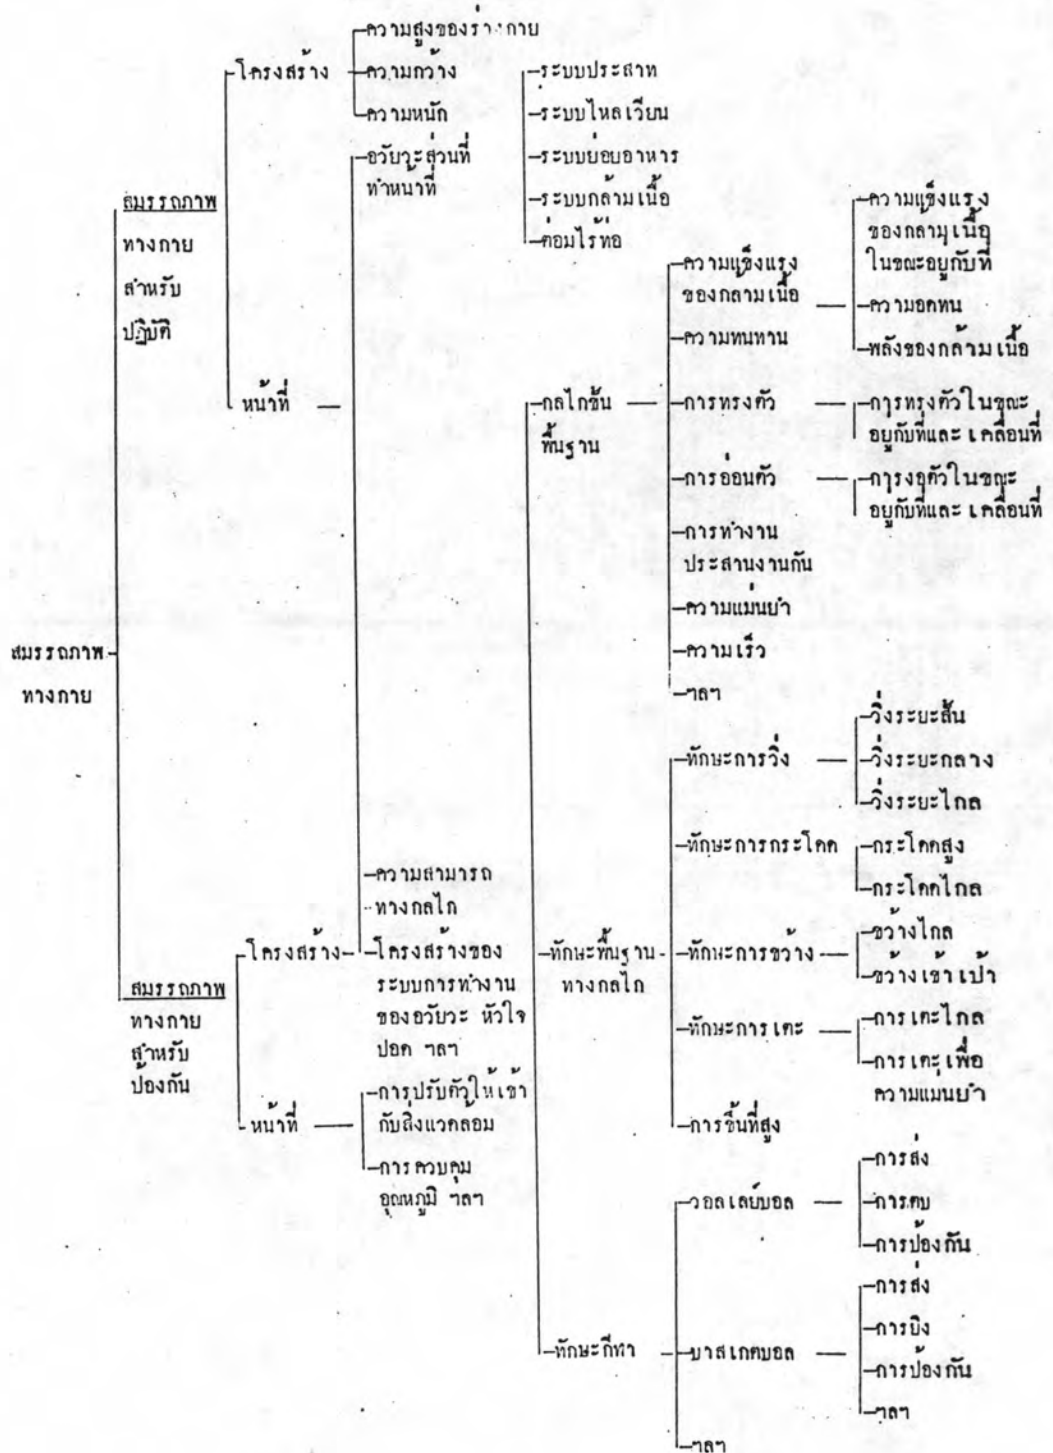 ความสูงของร่างกาย
โครงสร้าง
ความกว้าง
ความหนัก
ระบบประสาท
ระบบไหลเวียน
ระบบย่อยอาหาร
ระบบกล้ามเนื้อ
ต่อมไร้ท่อ
อวัยวะส่วนที่
ทำหน้าที่
สมรรถภาพ
ทางกาย
สำหรับ
ปฏิบัติ
หน้าที่
ความแข็งแรง
ของกล้ามเนื้อ
ความทนทาน
ความแข็งแรง
ของกล้ามเนื้อ
ในขณะอยู่กับที่
ความอดทน
พลังของกล้ามเนื้อ
กลไกขั้น
พื้นฐาน
การทรงตัว
การทรงตัวในขณะ
อยู่กับที่และเคลื่อนที่
การอ่อนตัว
การงอตัวในขณะ
อยู่กับที่และเคลื่อนที่
การทำงาน
ประสานงานกัน
ความแม่นยำ
ความเร็ว
ฯลฯ
สมรรถภาพ
ทางกาย
ทักษะการวิ่ง
วิ่งระยะสั้น
วิ่งระยะกลาง
วิ่งระยะไกล
ทักษะการกระโดด
กระโดดสูง
กระโดดไกล
ความสามารถ
ทางกลไก
สมรรถภาพ
ทางกาย
สำหรับ
ป้องกัน
โครงสร้าง
โครงสร้างของ
ระบบการทำงาน
ของอวัยวะ หัวใจ
ปอด ฯลฯ
ทักษะพื้นฐาน
ทางกลไก
ทักษะการขว้าง
ขว้างไกล
ขว้างเข้าเป้า
ทักษะการเตะ
การเตะไกล
การเตะเพื่อ
ความแม่นยำ
การขึ้นที่สูง
หน้าที่
การปรับตัวให้เข้า
กับสิ่งแวดล้อม
การควบคุม
อุณหภูมิ ฯลฯ
วอลเลย์บอล
การส่ง
การตบ
การป้องกัน
ทักษะกีฬา
บาสเกตบอล
การส่ง
การยิง
การป้องกัน
ฯลฯ
ฯลฯ